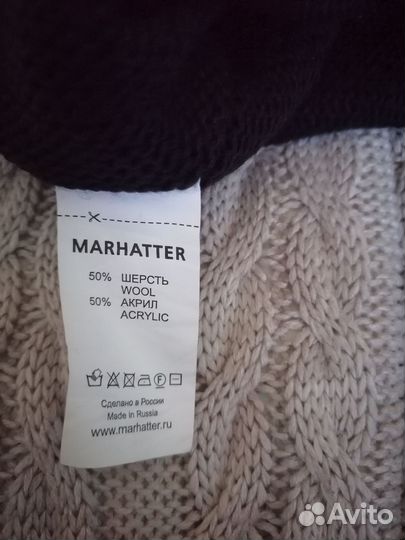 MARHATTER
50% ШЕРСТЬ
WOOL
50% АКРИЛ
ACRYLIC
Сделано в России
Made in Russia
www.marhatter.ru
Avito